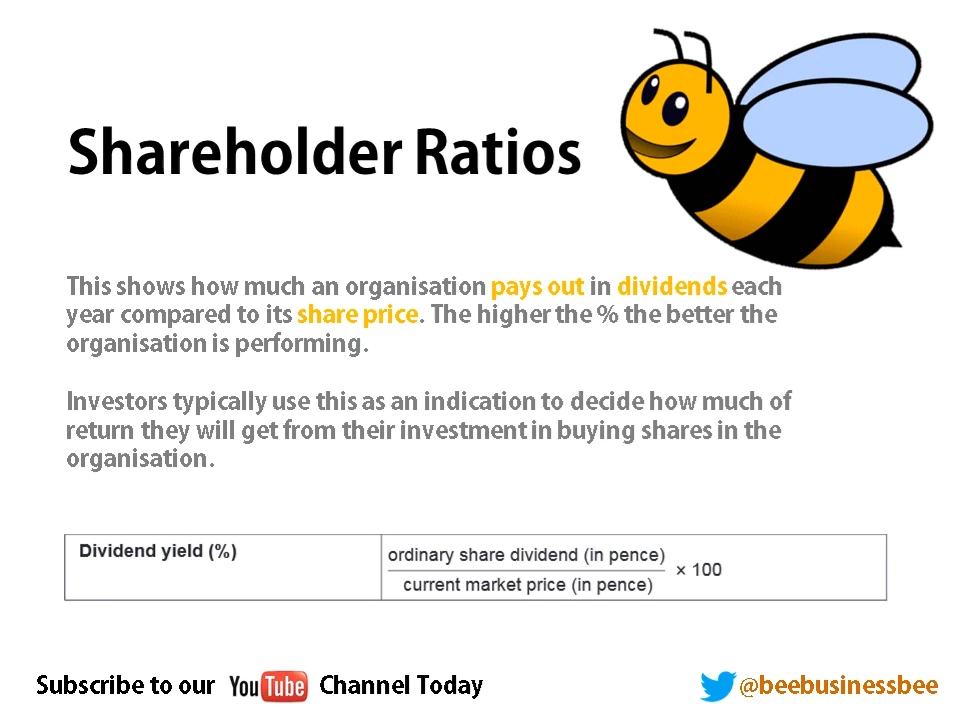 Shareholder Ratios
This shows how much an organisation pays out in dividends each
year compared to its share price. The higher the % the better the
organisation is performing.
Investors typically use this as an indication to decide how much of
return they will get from their investment in buying shares in the
organisation.
Dividend yield (%)
ordinary share dividend (in pence)
current market price (in pence)
× 100
Subscribe to our YouTube Channel Today
@beebusinessbee